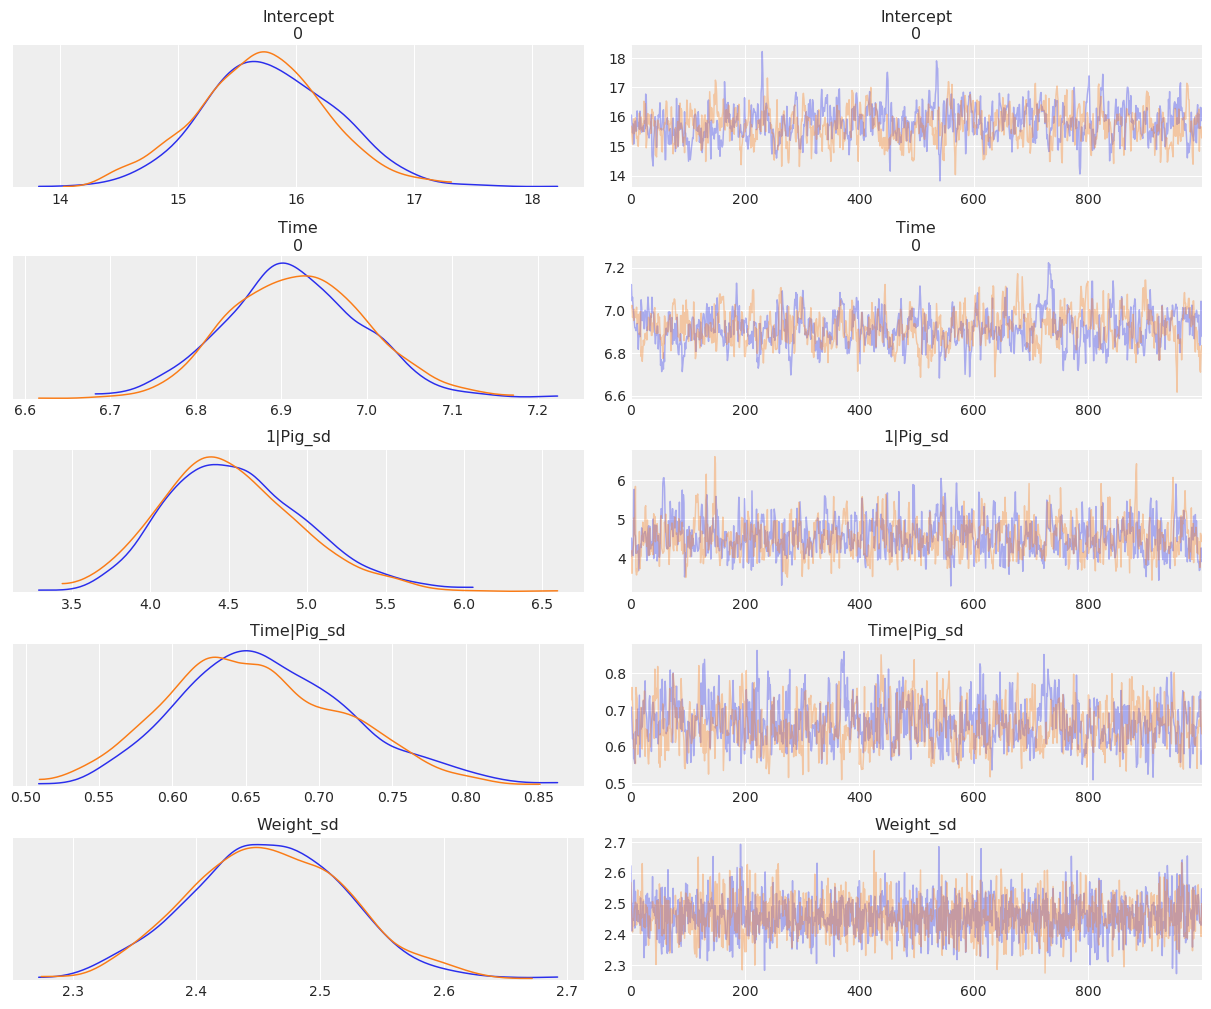 Intercept
0
Intercept
0
14 15 16 17 18
18
17
16
15
14
0 200 400 600 800
Time
0
Time
0
6.6 6.7 6.8 6.9 7.0 7.1 7.2
7.2
7.0
6.8
6.6
0 200 400 600 800
1|Pig_sd
1|Pig_sd
3.5 4.0 4.5 5.0 5.5 6.0 6.5
6
5
4
0 200 400 600 800
Time|Pig_sd
Time|Pig_sd
0.50 0.55 0.60 0.65 0.70 0.75 0.80 0.85
0.8
0.7
0.6
0.5
0 200 400 600 800
Weight_sd
Weight_sd
2.3 2.4 2.5 2.6 2.7
2.7
2.6
2.5
2.4
2.3
0 200 400 600 800